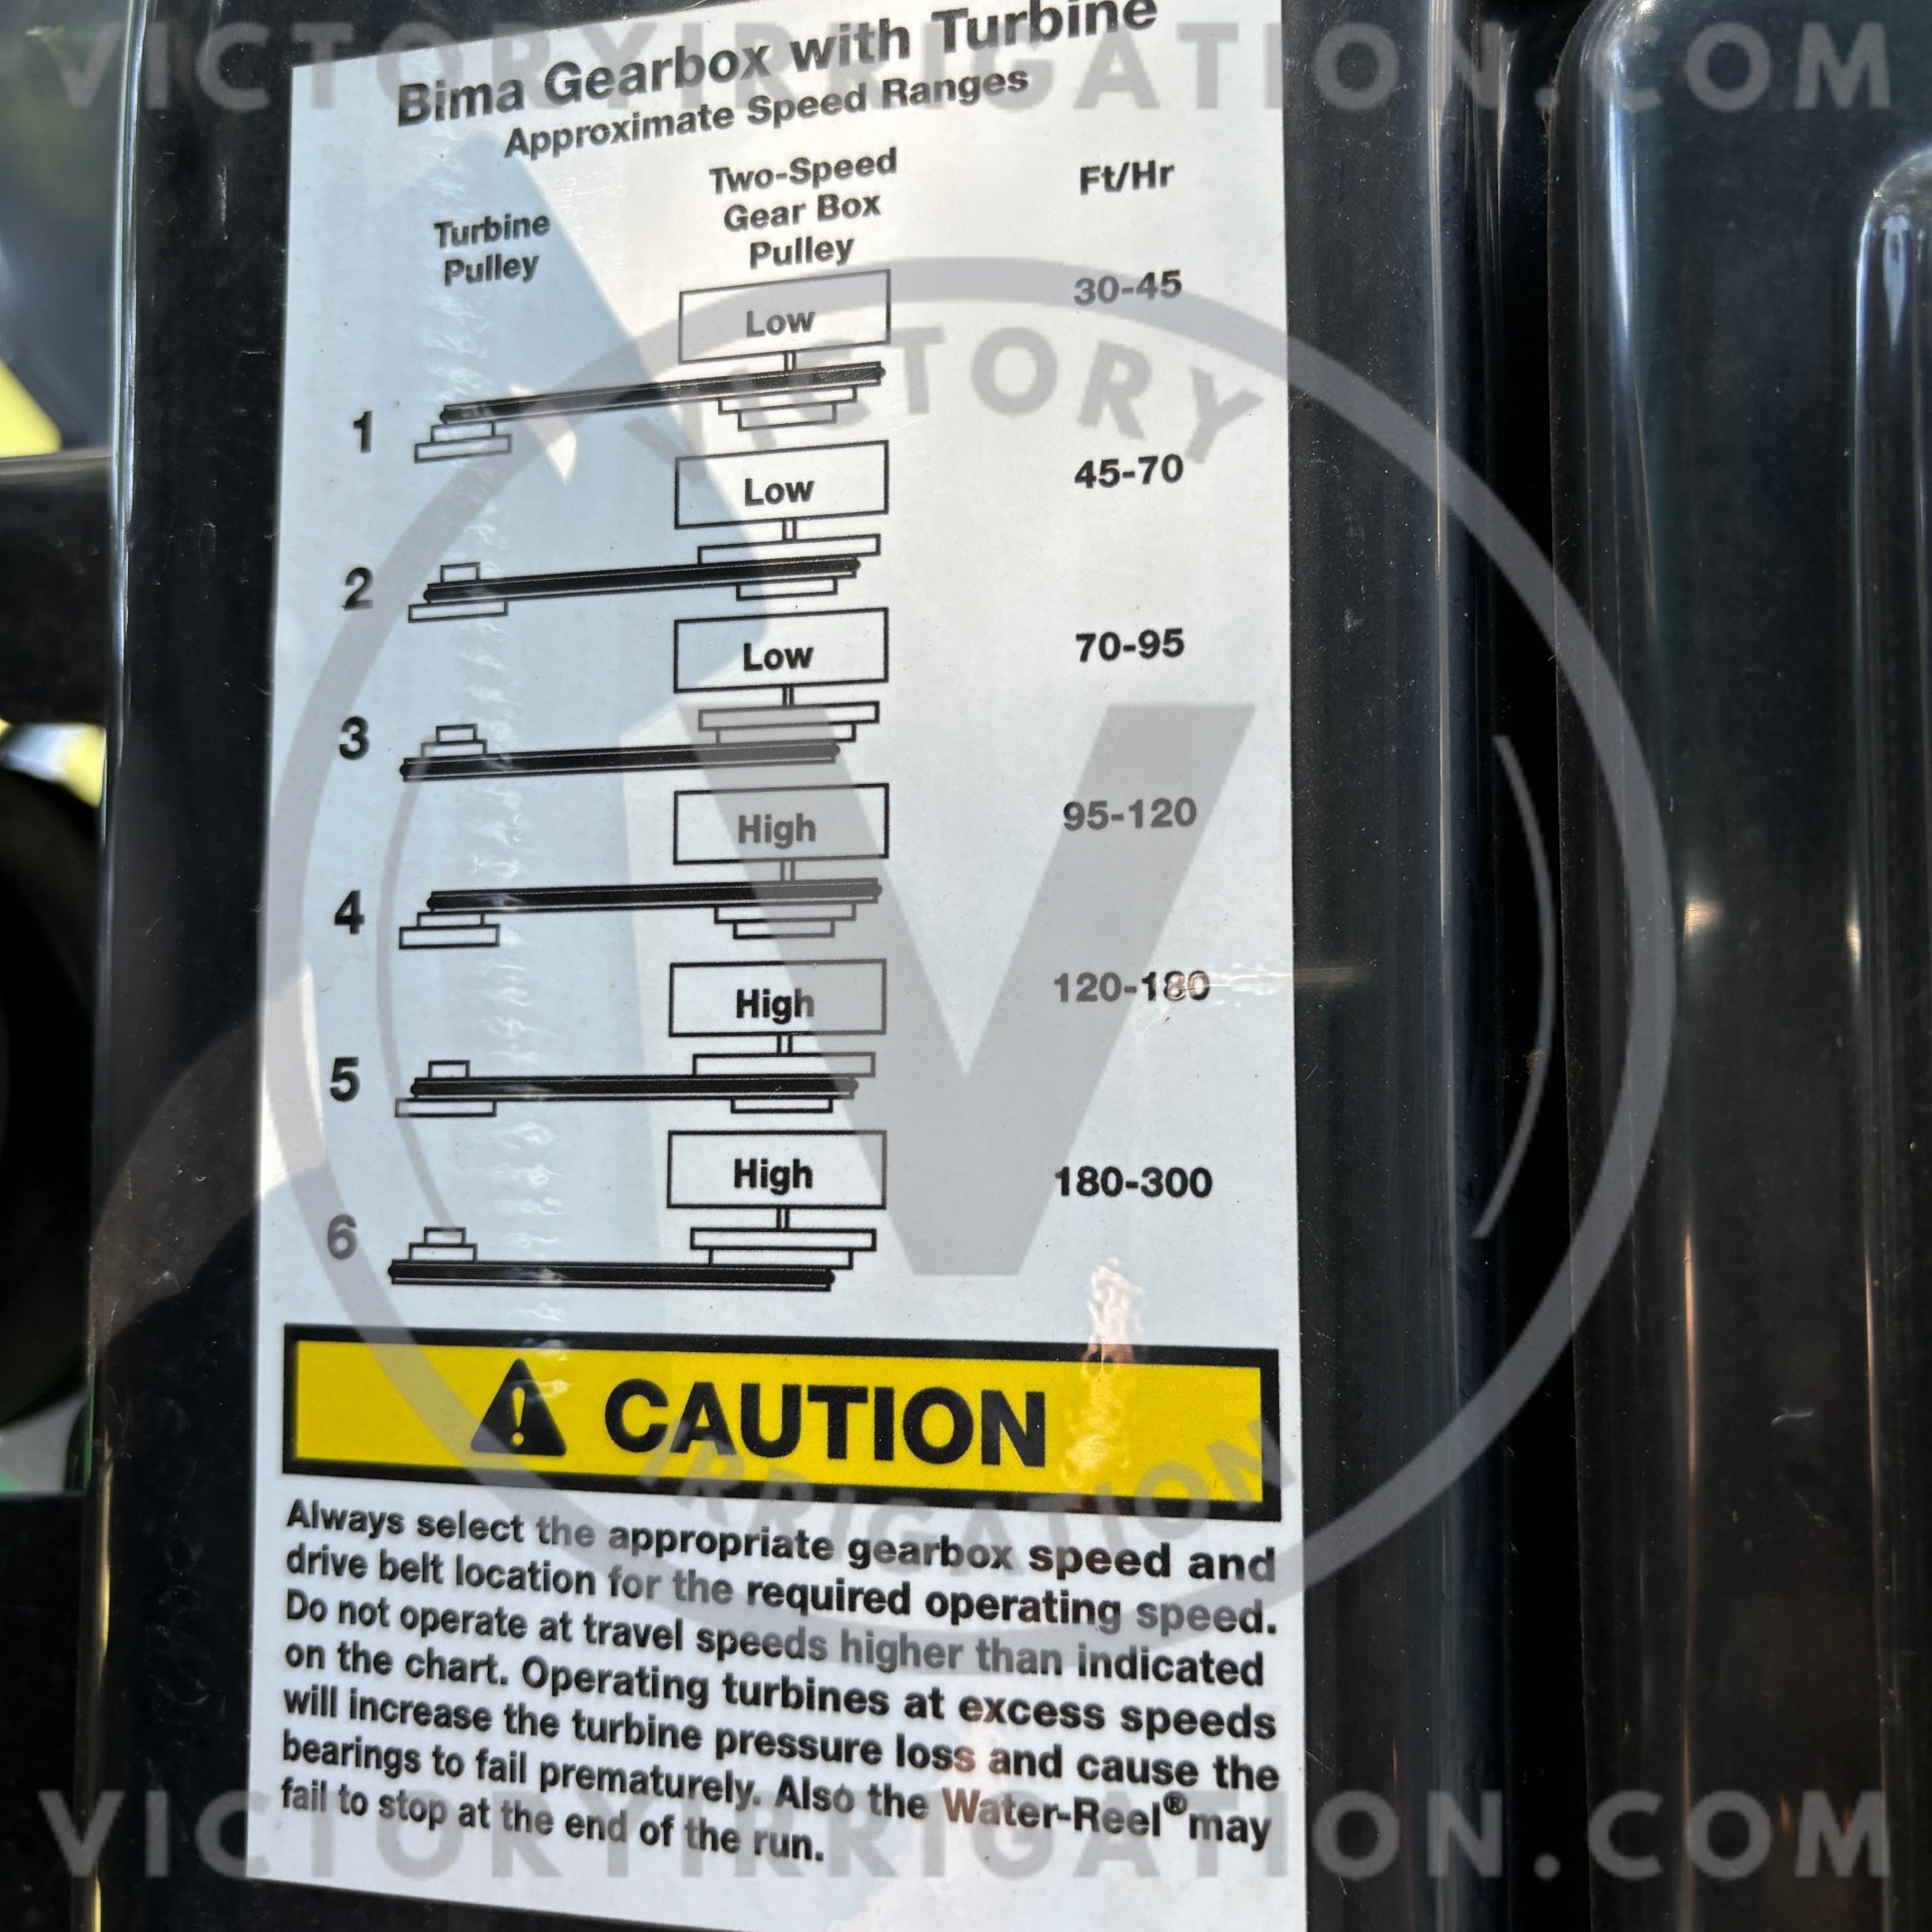 VICTORYIRRIGATION.COM
Bima Gearbox with Turbine
Approximate Speed Ranges
Turbine
Pulley
Two-Speed
Gear Box
Pulley
Ft/Hr
Low
30-45
1
VICTORY
Low
45-70
2
Low
70-95
3
High
95-120
4
High
120-180
5
High
180-300
6
V
CAUTION
IRRIGATION
Always select the appropriate gearbox speed and
drive belt location for the required operating speed.
Do not operate at travel speeds higher than indicated
on the chart. Operating turbines at excess speeds
will increase the turbine pressure loss and cause the
bearings to fail prematurely. Also the Water-Reel® may
fail to stop at the end of the run.
VICTORYIRRIGATION.COM